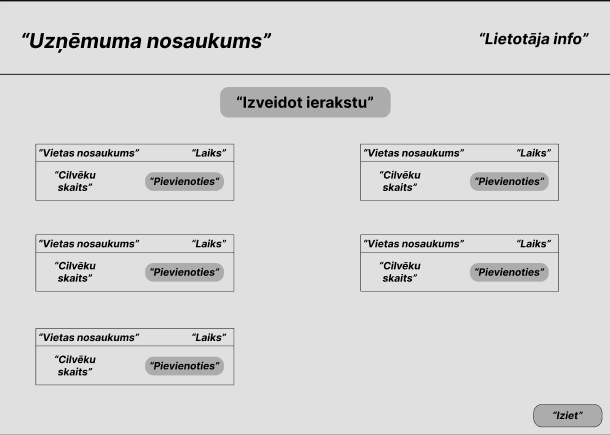 “Uzņēmuma nosaukums”
“Lietotāja info”
“Izveidot ierakstu”
“Vietas nosaukums” “Laiks”
“Cilvēku
skaits”
“Pievienoties”
“Vietas nosaukums” “Laiks”
“Cilvēku
skaits”
“Pievienoties”
“Vietas nosaukums” “Laiks”
“Cilvēku
skaits”
“Pievienoties”
“Vietas nosaukums” “Laiks”
“Cilvēku
skaits”
“Pievienoties”
“Vietas nosaukums” “Laiks”
“Cilvēku
skaits”
“Pievienoties”
“Iziet”